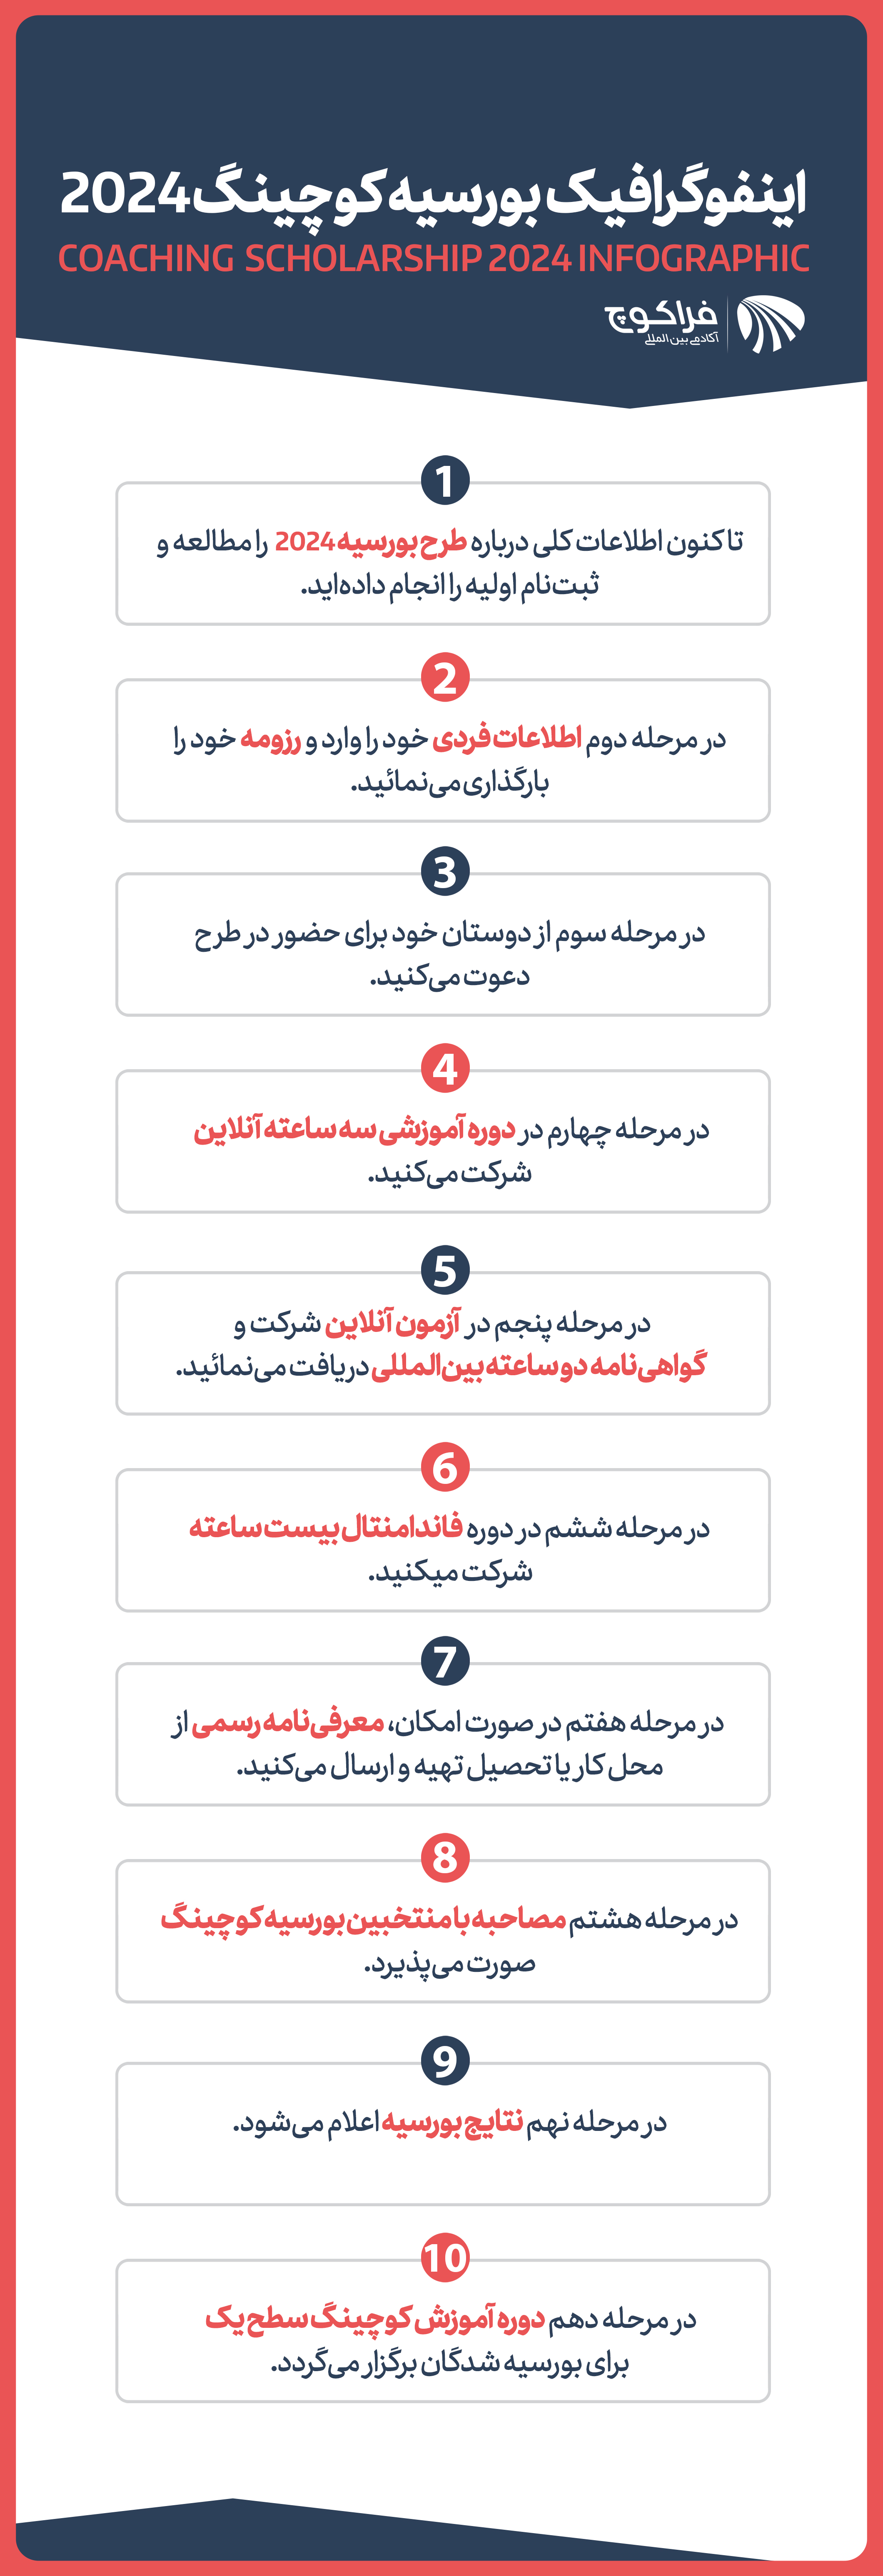 اینفوگرافیک بورسیه کوچینگ 2024
COACHING SCHOLARSHIP 2024 INFOGRAPHIC
فراکوچ
آکادمی بین المللی
1
تاکنون اطلاعات کلی درباره طرح بورسیه 2024 را مطالعه و
ثبت‌نام اولیه را انجام داده‌اید.
2
در مرحله دوم اطلاعات فردی خود را وارد و رزومه خود را
بارگذاری می‌نمائید.
3
در مرحله سوم از دوستان خود برای حضور در طرح
دعوت می‌کنید.
4
در مرحله چهارم در دوره آموزشی سه ساعته آنلاین
شرکت می‌کنید.
5
در مرحله پنجم در آزمون آنلاین شرکت و
گواهی‌نامه دو ساعته بین‌المللی دریافت می‌نمائید.
6
در مرحله ششم در دوره فاندامنتال بیست ساعته
شرکت میکنید.
7
در مرحله هفتم در صورت امکان، معرفی‌نامه رسمی از
محل کار یا تحصیل تهیه و ارسال می‌کنید.
8
در مرحله هشتم مصاحبه با منتخبین بورسیه کوچینگ
صورت می‌پذیرد.
9
در مرحله نهم نتایج بورسیه اعلام می‌شود.
10
در مرحله دهم دوره آموزش کوچینگ سطح یک
برای بورسیه شدگان برگزار می‌گردد.